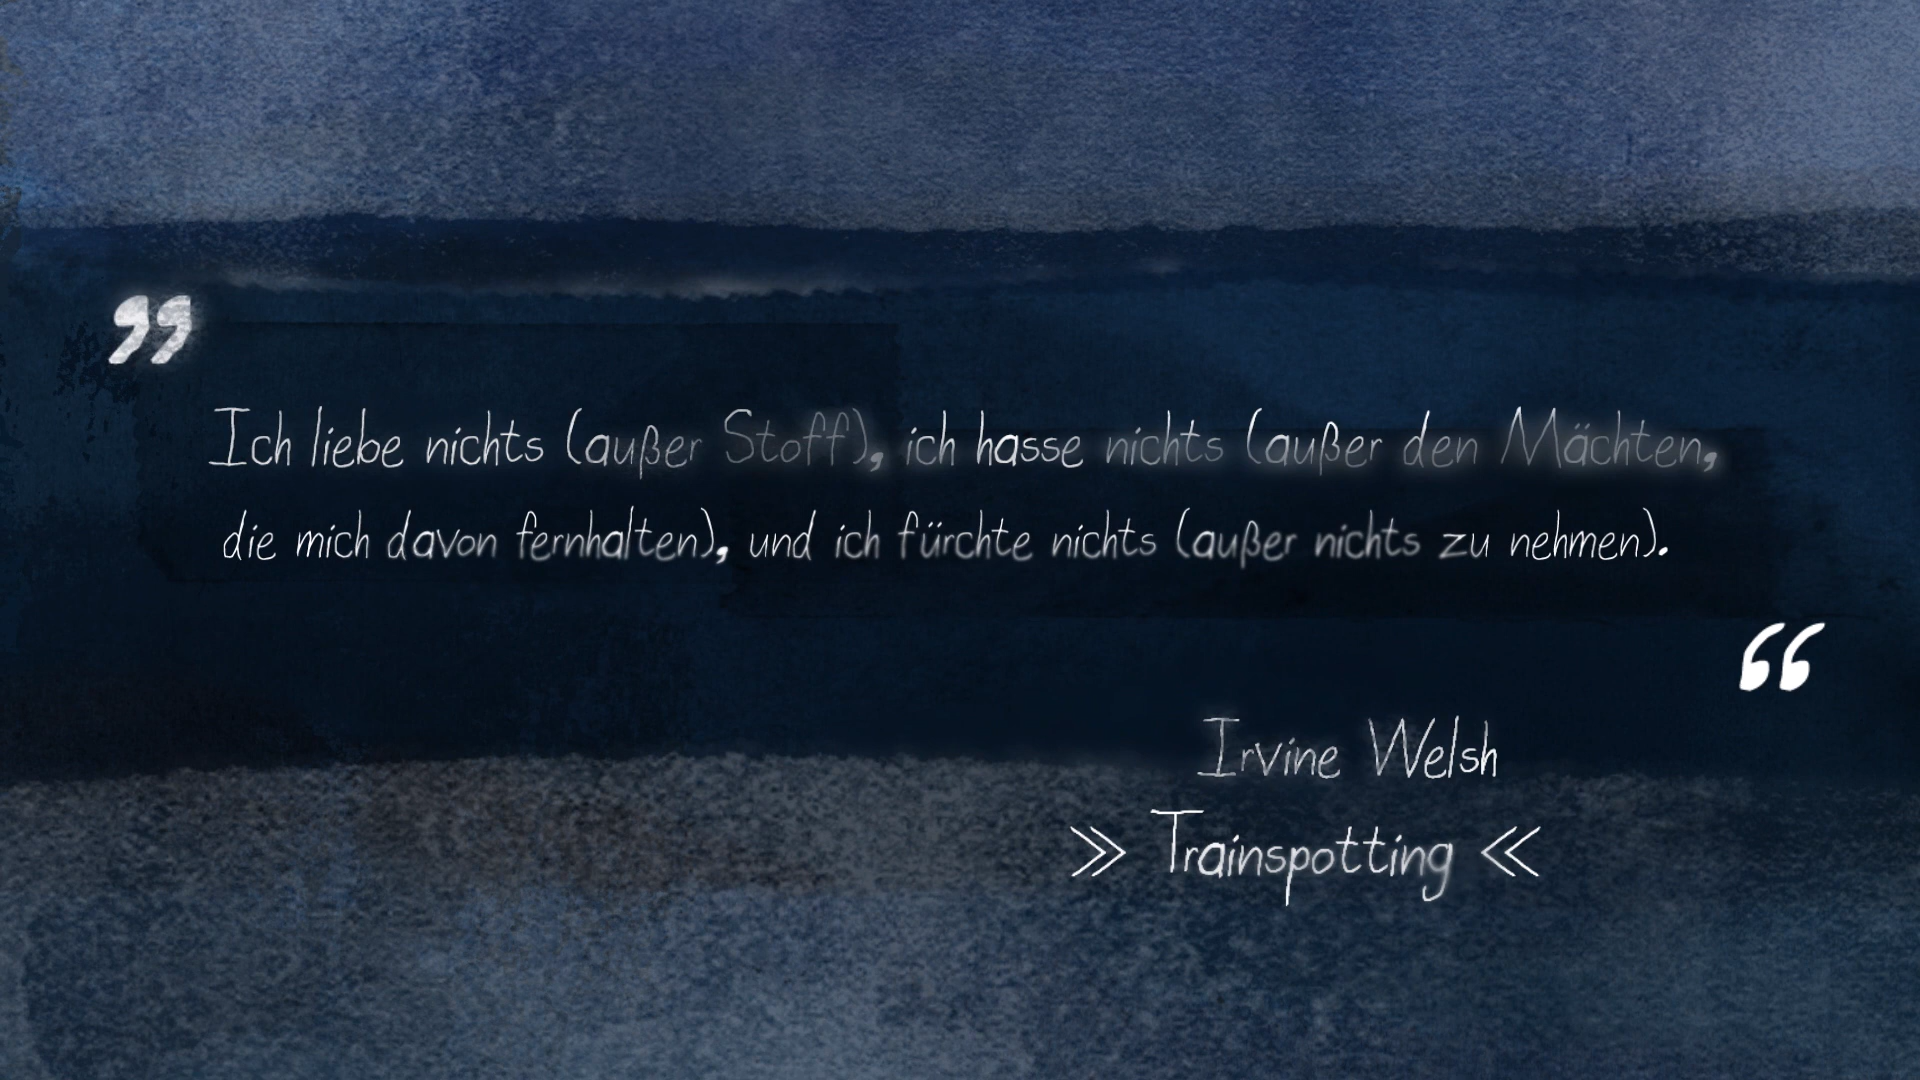 „
Ich liebe nichts (außer Stoff), ich hasse nichts (außer den Mächten,
die mich davon fernhalten), und ich fürchte nichts (außer nichts zu nehmen).
“
Irvine Welsh
» Trainspotting «